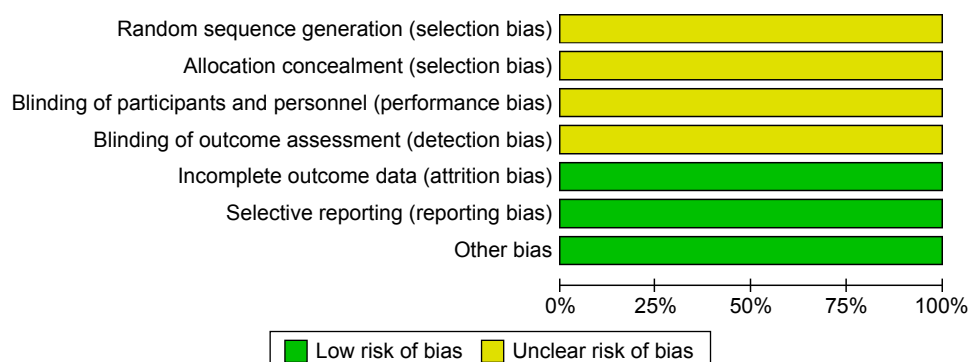 Random sequence generation (selection bias)
Allocation concealment (selection bias)
Blinding of participants and personnel (performance bias)
Blinding of outcome assessment (detection bias)
Incomplete outcome data (attrition bias)
Selective reporting (reporting bias)
Other bias
0% 25% 50% 75% 100%
Low risk of bias Unclear risk of bias